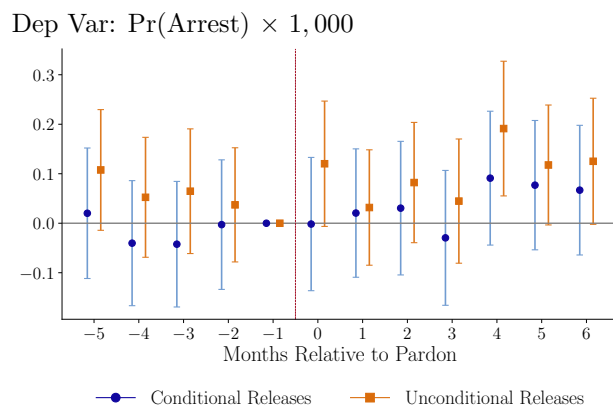 Dep Var: Pr(Arrest) × 1,000
0.3
0.2
0.1
0.0
−0.1
−5 −4 −3 −2 −1 0 1 2 3 4 5 6
Months Relative to Pardon
Conditional Releases Unconditional Releases